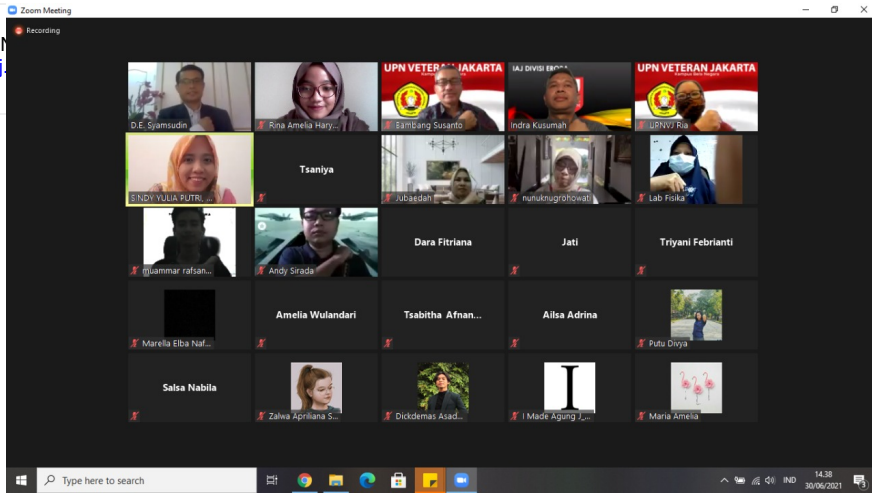 Zoom Meeting
Recording
D.E. Syamsudin
Rina Amelia Hary...
UPN VETERAN JAKARTA
Bambang Susanto
IAJ DIVISI EROPA
Indra Kusumah
UPN VETERAN JAKARTA
UPNVJ Ria
SINDY YULIA PUTRI, ...
Tsaniya
Jubaedah
nunuknugrohowati
Lab Fisika
muammar rafsan...
Andy Sirada
Dara Fitriana
Jati
Triyani Febrianti
Marella Elba Naf...
Amelia Wulandari
Tsabitha Afnan...
Ailsa Adrina
Putu Divya
Salsa Nabila
Zalwa Apriliana S...
Dickdemas Asad...
I
I Made Agung J_...
Maria Amelia
Type here to search
IND
14.38
30/06/2021
3